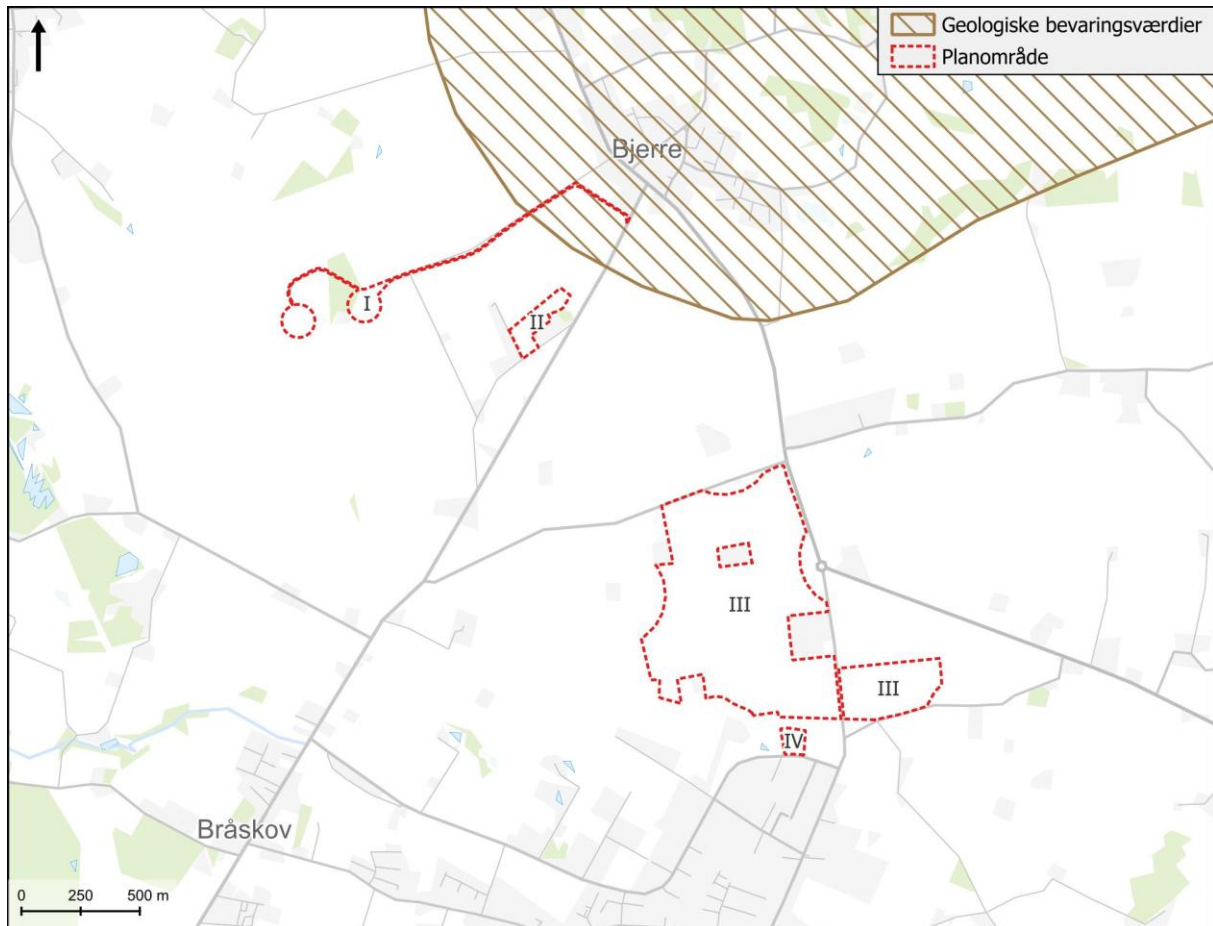 Geologiske bevaringsværdier
Planområde
Bjerre
I
II
III
III
IV
Bråskov
0 250 500 m